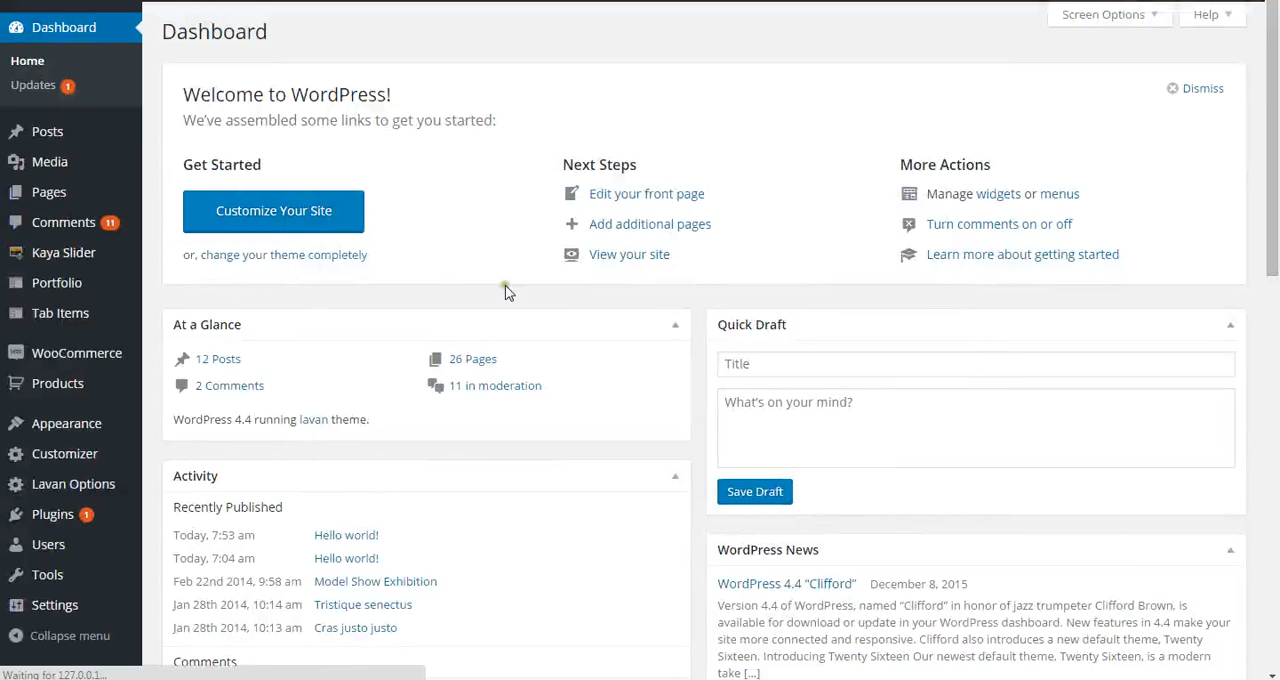 Dashboard
Home
Updates 1
Posts
Media
Pages
Comments 11
Kaya Slider
Portfolio
Tab Items
WooCommerce
Products
Appearance
Customizer
Lavan Options
Plugins 1
Users
Tools
Settings
Collapse menu
Dashboard
Screen Options
Help
Welcome to WordPress!
We've assembled some links to get you started:
Dismiss
Get Started
Customize Your Site
or, change your theme completely
Next Steps
Edit your front page
Add additional pages
View your site
More Actions
Manage widgets or menus
Turn comments on or off
Learn more about getting started
At a Glance
12 Posts
26 Pages
2 Comments
11 in moderation
WordPress 4.4 running lavan theme.
Activity
Recently Published
Today, 7:53 am Hello world!
Today, 7:04 am Hello world!
Feb 22nd 2014, 9:58 am Model Show Exhibition
Jan 28th 2014, 10:14 am Tristique senectus
Jan 28th 2014, 10:13 am Cras justo justo
Comments
Quick Draft
Title
What's on your mind?
Save Draft
WordPress News
WordPress 4.4 “Clifford” December 8, 2015
Version 4.4 of WordPress, named “Clifford” in honor of jazz trumpeter Clifford Brown, is
available for download or update in your WordPress dashboard. New features in 4.4 make your
site more connected and responsive. Clifford also introduces a new default theme, Twenty
Sixteen. Introducing Twenty Sixteen Our newest default theme, Twenty Sixteen, is a modern
take [...]
Waiting for 127.0.0.1...